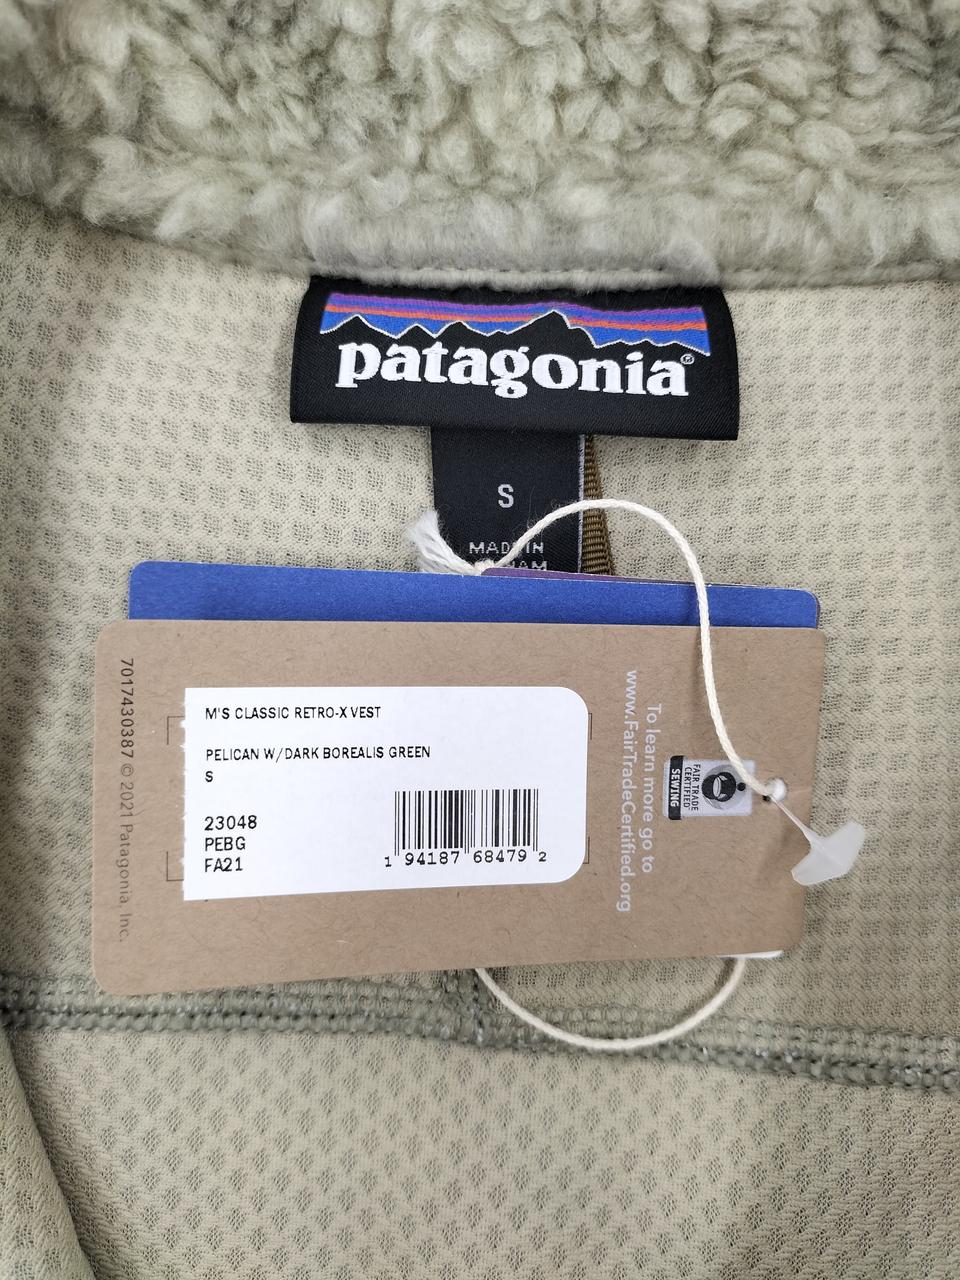 patagonia®
S
MADE IN
M'S CLASSIC RETRO-X VEST
PELICAN W/DARK BOREALIS GREEN
S
23048
PEBG
FA21
1 94187 68479 2
7017430387 © 2021 Patagonia, Inc.
To learn more go to
www.FairTradeCertified.org
FAIR TRADE
CERTIFIED
SEWING